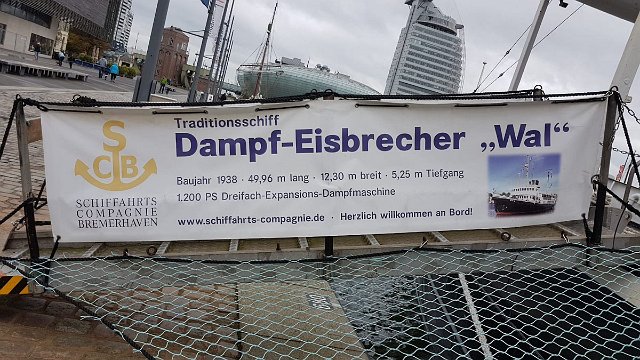 Traditionsschiff
Dampf-Eisbrecher „Wal“
Baujahr 1938 · 49,96 m lang · 12,30 m breit · 5,25 m Tiefgang
1.200 PS Dreifach-Expansions-Dampfmaschine
www.schiffahrts-compagnie.de · Herzlich willkommen an Bord!
SCB
SCHIFFAHRTS
COMPAGNIE
BREMERHAVEN